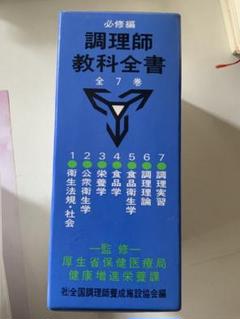 必修編
調理師
教科全書
全7巻
1 衛生法規・社会
2 公衆衛生学
3 栄養学
4 食品学
5 食品衛生学
6 調理理論
7 調理実習
―監修―
厚生省保健医療局
健康増進栄養課
社全国調理師養成施設協会編